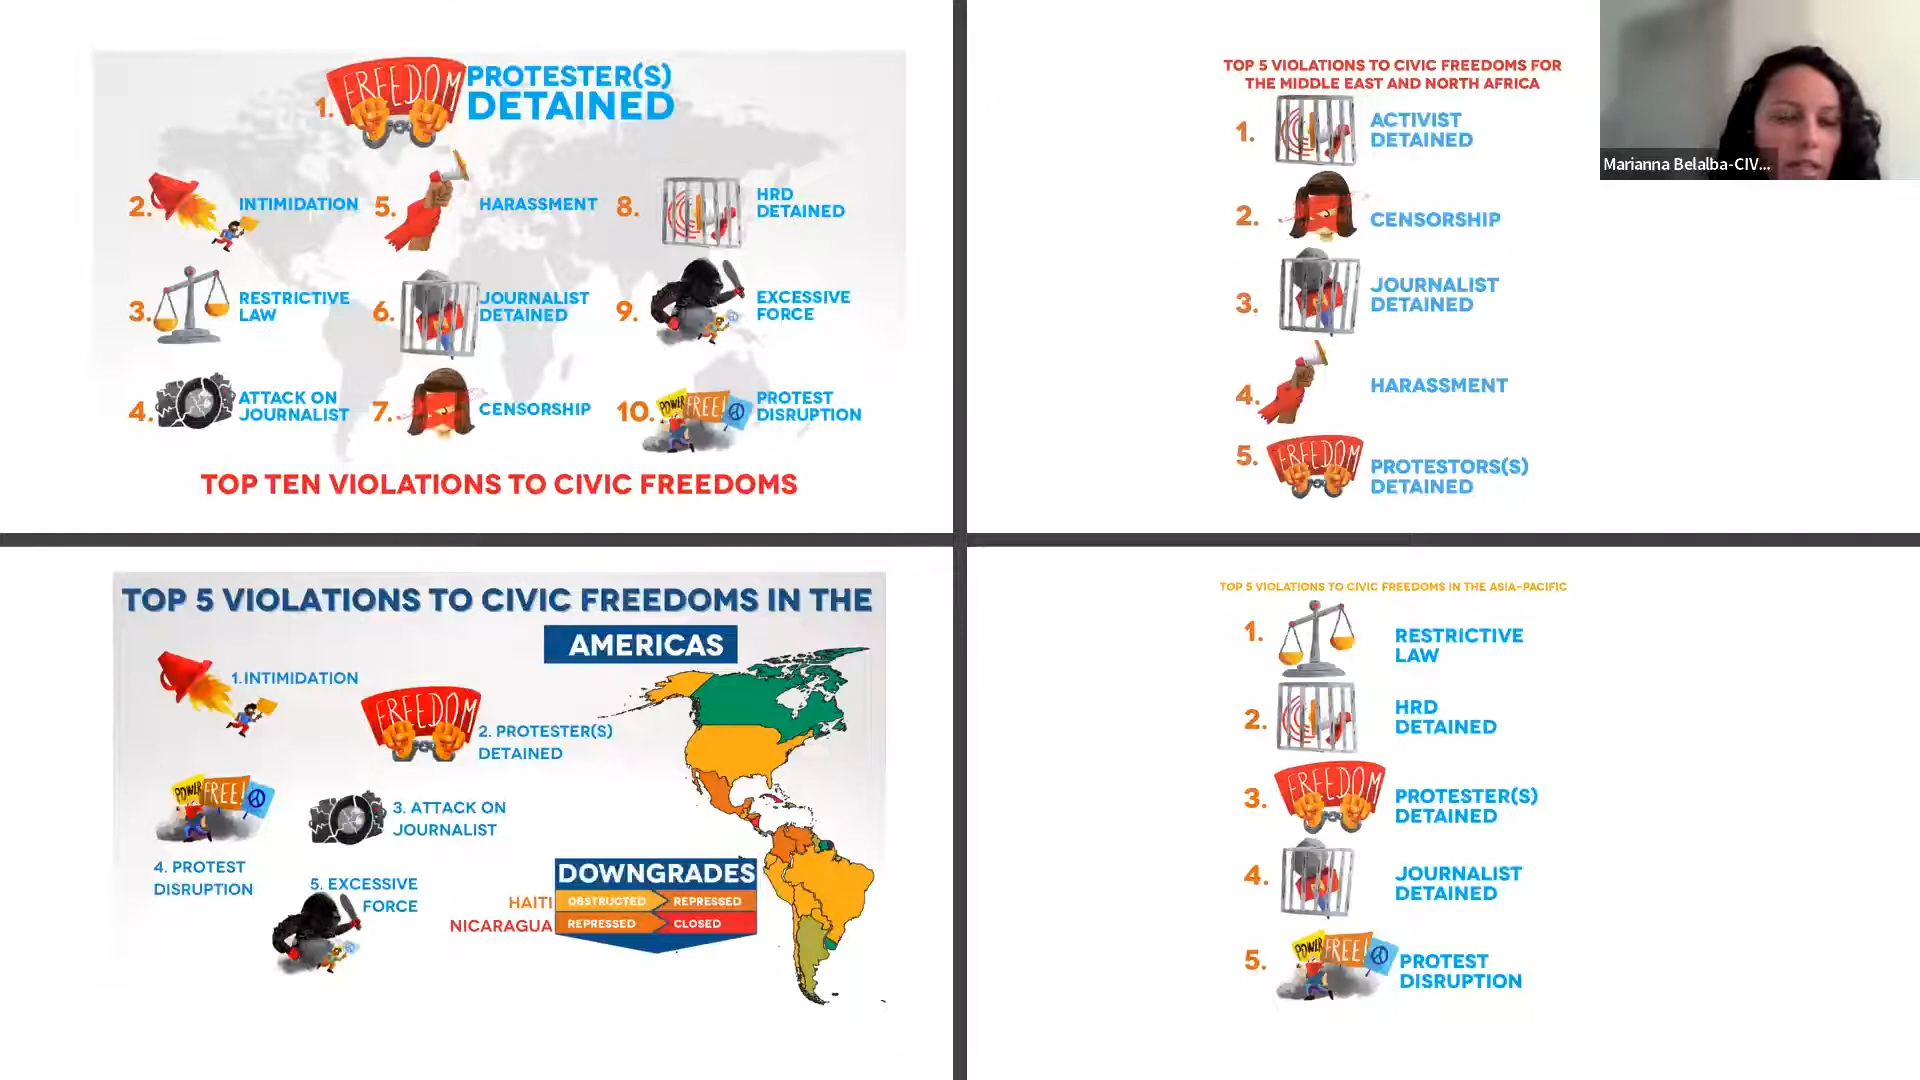 FREEDOM
1.
PROTESTER(S)
DETAINED
2.
INTIMIDATION
5.
HARASSMENT
8.
HRD
DETAINED
3.
RESTRICTIVE
LAW
6.
JOURNALIST
DETAINED
9.
EXCESSIVE
FORCE
4.
ATTACK ON
JOURNALIST
7.
CENSORSHIP
10.
POWER
FREE!
PROTEST
DISRUPTION
TOP TEN VIOLATIONS TO CIVIC FREEDOMS
TOP 5 VIOLATIONS TO CIVIC FREEDOMS FOR
THE MIDDLE EAST AND NORTH AFRICA
1.
ACTIVIST
DETAINED
2.
CENSORSHIP
3.
JOURNALIST
DETAINED
4.
HARASSMENT
5.
FREEDOM
PROTESTORS(S)
DETAINED
Marianna Belalba-CIV...
TOP 5 VIOLATIONS TO CIVIC FREEDOMS IN THE
AMERICAS
1.INTIMIDATION
FREEDOM
2. PROTESTER(S)
DETAINED
POWER
FREE!
3. ATTACK ON
JOURNALIST
4. PROTEST
DISRUPTION
5. EXCESSIVE
FORCE
DOWNGRADES
HAITI OBSTRUCTED REPRESSED
NICARAGUA REPRESSED CLOSED
TOP 5 VIOLATIONS TO CIVIC FREEDOMS IN THE ASIA-PACIFIC
1.
RESTRICTIVE
LAW
2.
HRD
DETAINED
3.
FREEDOM
PROTESTER(S)
DETAINED
4.
JOURNALIST
DETAINED
5.
POWER
FREE!
PROTEST
DISRUPTION